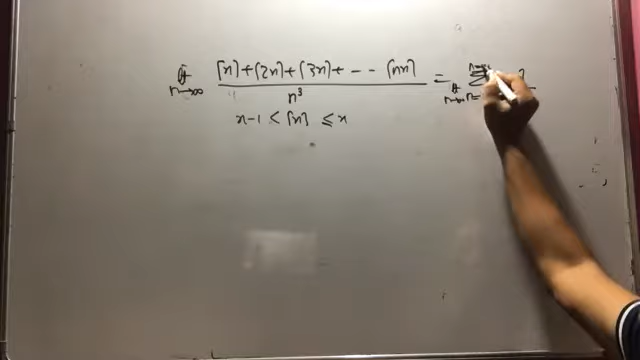 lt n→∞ [x]+[2x]+[3x]+ -- - [nx] / n³ = lt n→∞ Σ
x-1 < [x] ≤ x